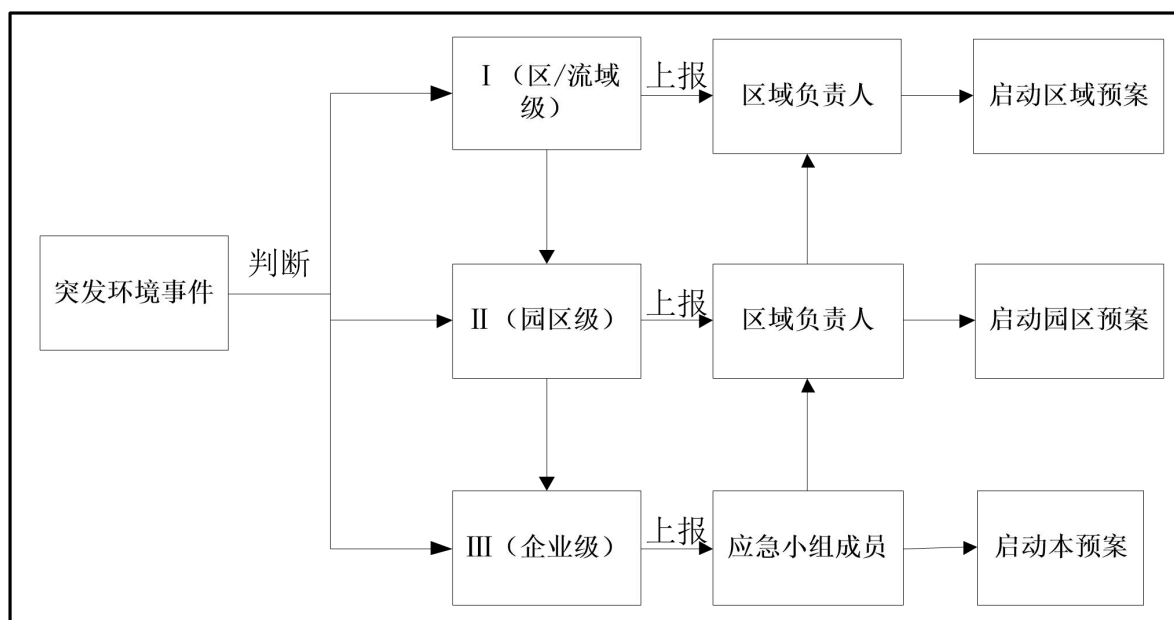 Ⅰ（区/流域
级）
上报
区域负责人
启动区域预案
突发环境事件
判断
Ⅱ（园区级）
上报
区域负责人
启动园区预案
Ⅲ（企业级）
上报
应急小组成员
启动本预案